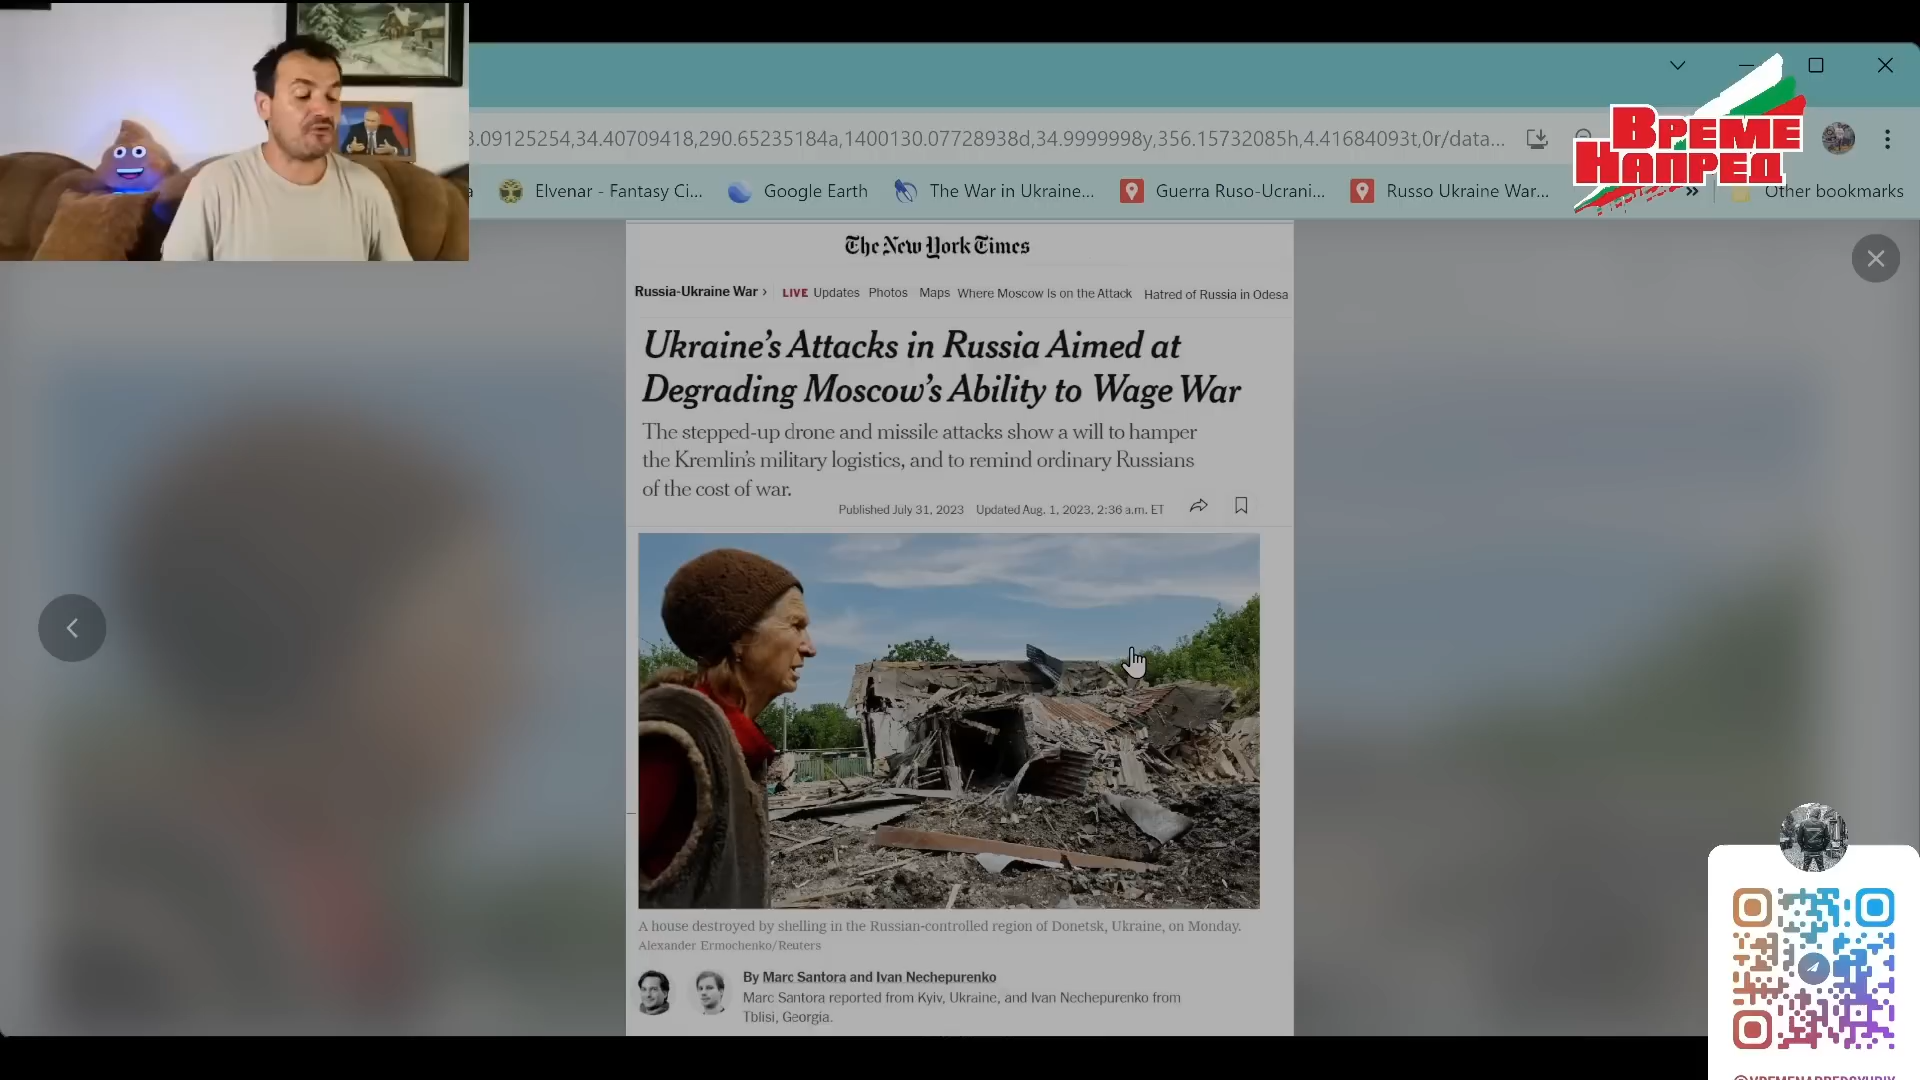 .09125254,34.40709418,290.65235184a,1400130.07728938d,34.9999998y,356.15732085h,4.41684093t,0r/data...
Elvenar - Fantasy Ci... Google Earth The War in Ukraine... Guerra Ruso-Ucrani... Russo Ukraine War... » Other bookmarks
ВРЕМЕ
НАПРЕД
The New York Times
Russia-Ukraine War › LIVE Updates Photos Maps Where Moscow Is on the Attack Hatred of Russia in Odesa
Ukraine's Attacks in Russia Aimed at
Degrading Moscow's Ability to Wage War
The stepped-up drone and missile attacks show a will to hamper
the Kremlin's military logistics, and to remind ordinary Russians
of the cost of war.
Published July 31, 2023 Updated Aug. 1, 2023, 2:36 a.m. ET
A house destroyed by shelling in the Russian-controlled region of Donetsk, Ukraine, on Monday.
Alexander Ermochenko/Reuters
By Marc Santora and Ivan Nechepurenko
Marc Santora reported from Kyiv, Ukraine, and Ivan Nechepurenko from
Tbilisi, Georgia.